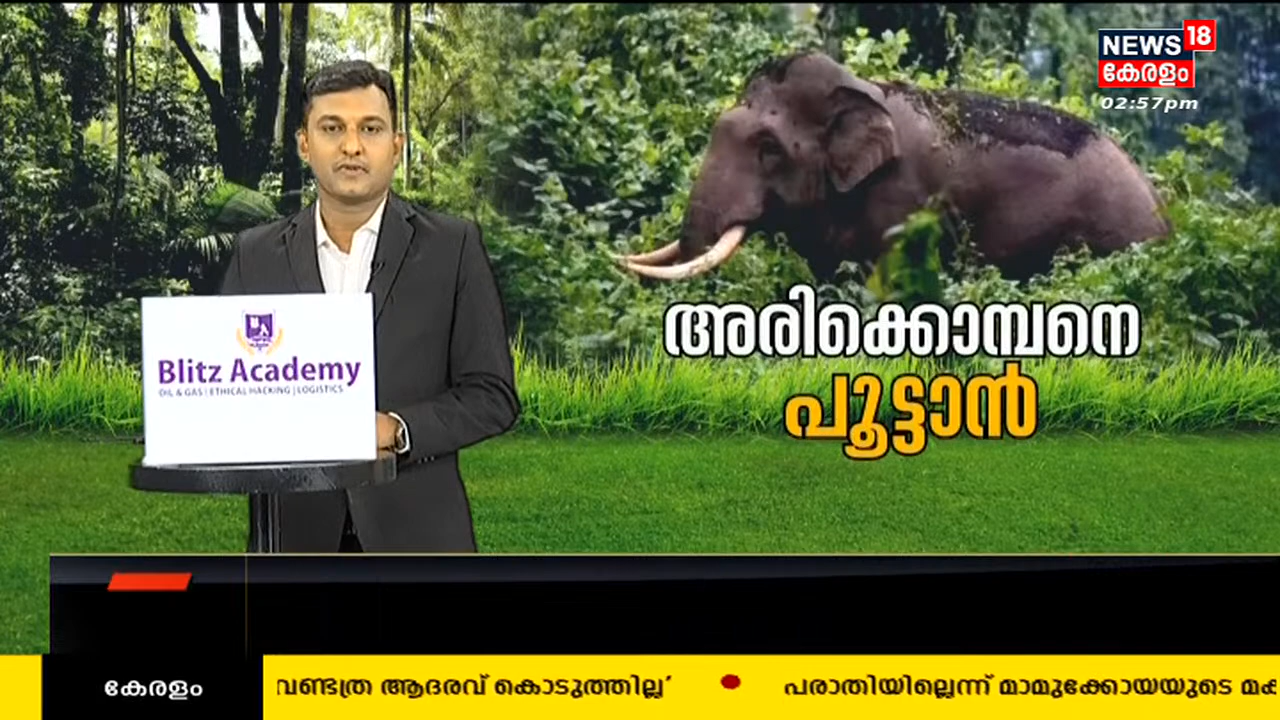 NEWS 18
കേരളം
02:57pm
അരിക്കൊമ്പനെ
പൂട്ടാൻ
Blitz Academy
OIL & GAS | ETHICAL HACKING | LOGISTICS
കേരളം
വണ്ടത്ര ആദരവ് കൊടുത്തില്ല'
പരാതിയില്ലെന്ന് മാമുക്കോയയുടെ മക